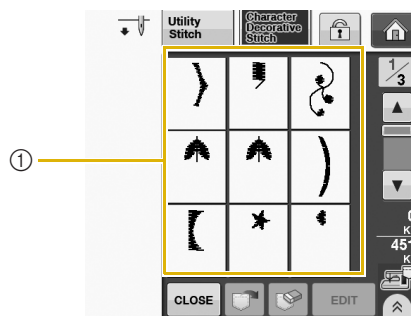 Utility
Stitch
Character
Decorative
Stitch
1/3
①
CLOSE
EDIT